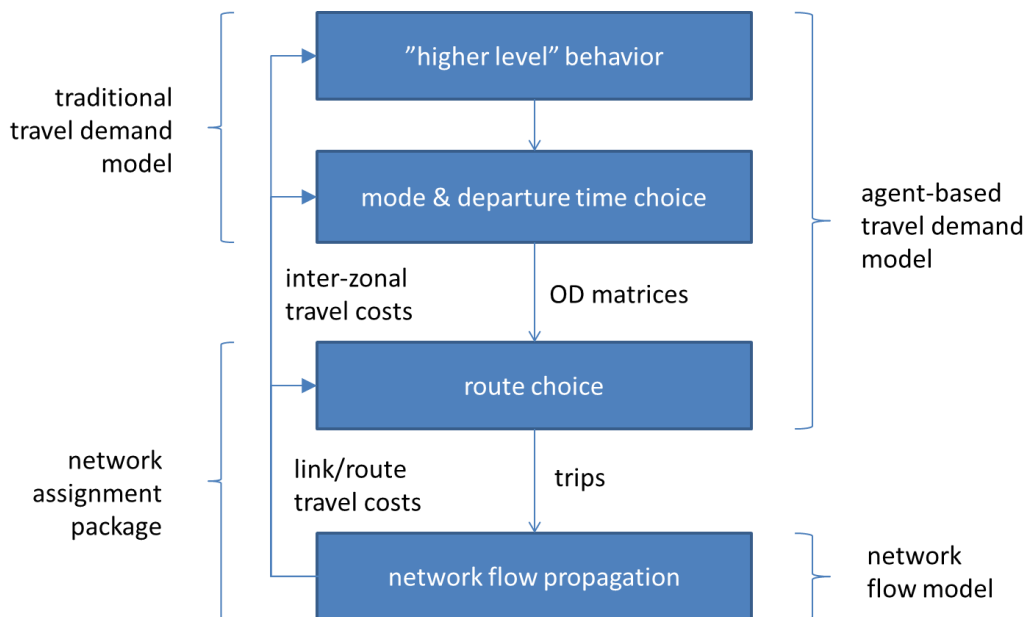 ”higher level” behavior
traditional
travel demand
model
mode & departure time choice
agent-based
travel demand
model
inter-zonal
travel costs
OD matrices
route choice
network
assignment
package
link/route
travel costs
trips
network flow propagation
network
flow model